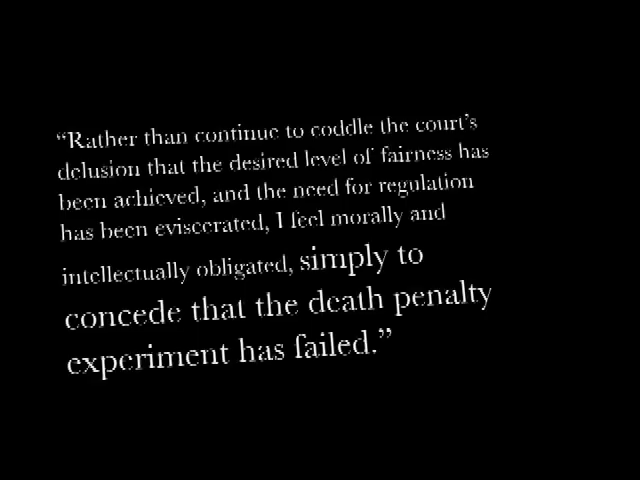 “Rather than continue to coddle the court’s
delusion that the desired level of fairness has
been achieved, and the need for regulation
has been eviscerated, I feel morally and
intellectually obligated, simply to
concede that the death penalty
experiment has failed.”